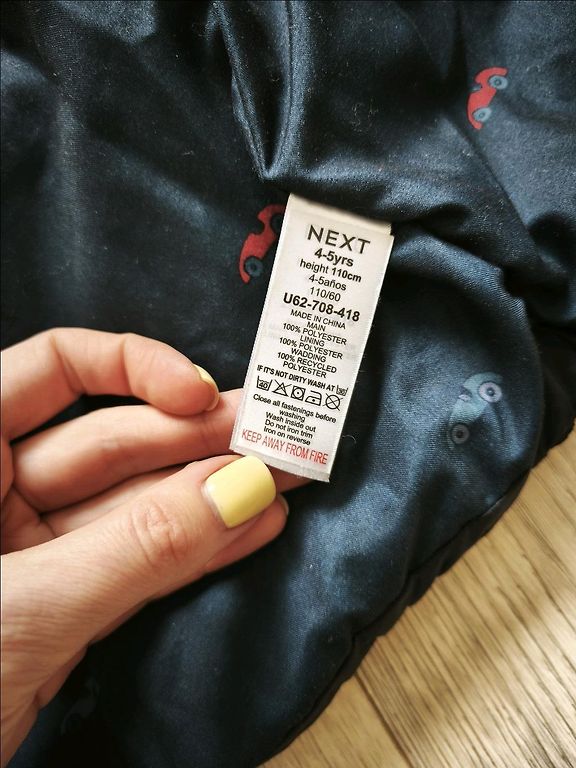 NEXT
4-5yrs
height 110cm
4-5años
110/60
U62-708-418
MADE IN CHINA
MAIN
100% POLYESTER
LINING
100% POLYESTER
WADDING
100% RECYCLED
POLYESTER
IF IT'S NOT DIRTY WASH AT 30
40
Close all fastenings before
washing
Wash inside out
Do not iron trim
Iron on reverse
KEEP AWAY FROM FIRE